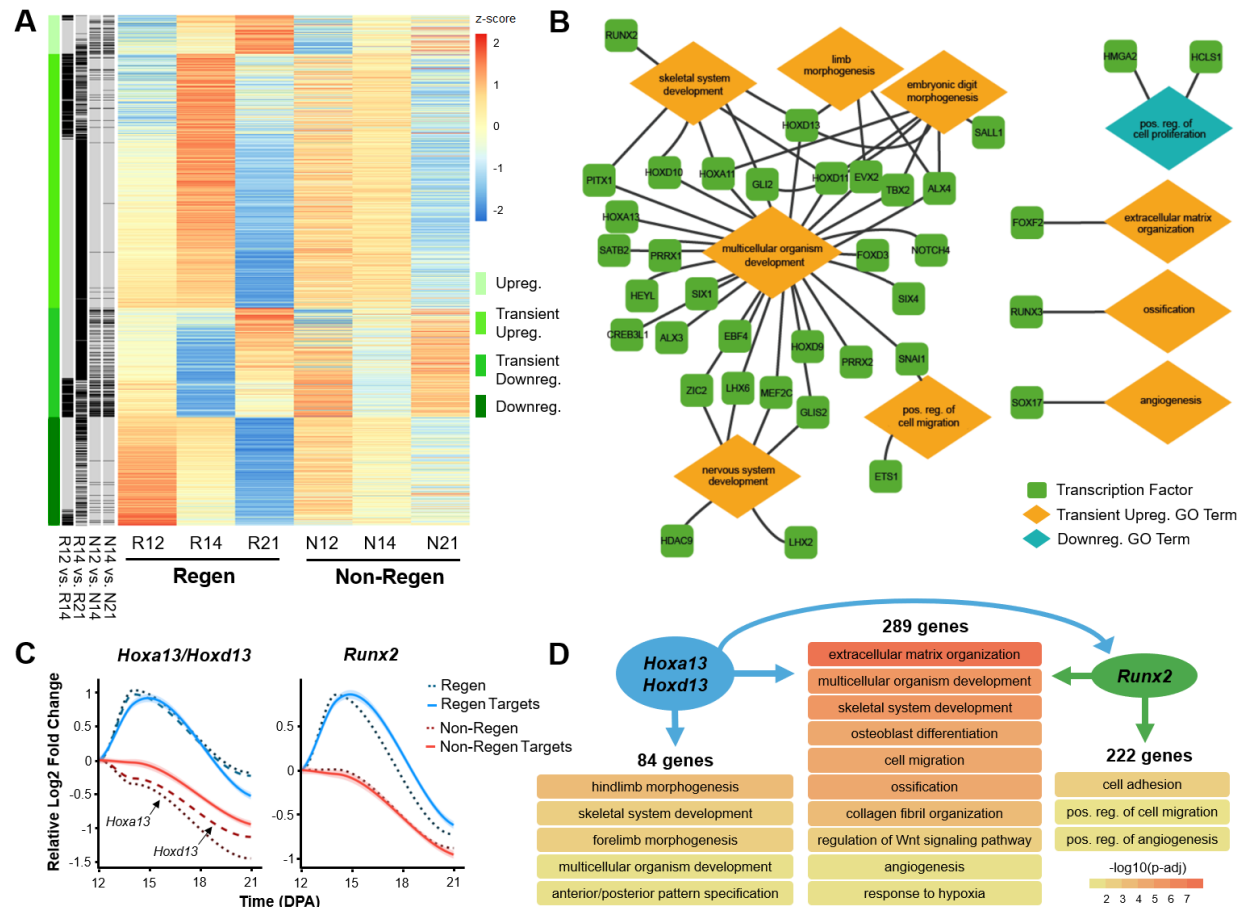 A
z-score
2
1
0
-1
-2
Upreg.
Transient
Upreg.
Transient
Downreg.
Downreg.
R12 vs. R14
R14 vs. R21
N12 vs. N14
N14 vs. N21
R12
R14
R21
N12
N14
N21
Regen
Non-Regen
B
RUNX2
skeletal system
development
limb
morphogenesis
embryonic digit
morphogenesis
HOXD13
SALL1
PITX1
HOXD10
HOXA11
GLI2
HOXD11
EVX2
TBX2
ALX4
HOXA13
SATB2
PRRX1
multicellular organism
development
FOXD3
NOTCH4
HEYL
SIX1
SIX4
CREB3L1
ALX3
EBF4
HOXD9
PRRX2
SNAI1
ZIC2
LHX6
MEF2C
GLIS2
pos. reg. of
cell migration
nervous system
development
ETS1
HDAC9
LHX2
HMGA2
HCLS1
pos. reg. of
cell proliferation
FOXF2
extracellular matrix
organization
RUNX3
ossification
SOX17
angiogenesis
Transcription Factor
Transient Upreg. GO Term
Downreg. GO Term
C
Hoxa13/Hoxd13
Runx2
Relative Log2 Fold Change
1
0.5
0
-0.5
-1
-1.5
Hoxa13
Hoxd13
12
15
18
21
0.5
0
-0.5
-1
12
15
18
21
Time (DPA)
Regen
Regen Targets
Non-Regen
Non-Regen Targets
D
Hoxa13
Hoxd13
84 genes
hindlimb morphogenesis
skeletal system development
forelimb morphogenesis
multicellular organism development
anterior/posterior pattern specification
289 genes
extracellular matrix organization
multicellular organism development
skeletal system development
osteoblast differentiation
cell migration
ossification
collagen fibril organization
regulation of Wnt signaling pathway
angiogenesis
response to hypoxia
Runx2
222 genes
cell adhesion
pos. reg. of cell migration
pos. reg. of angiogenesis
-log10(p-adj)
2 3 4 5 6 7